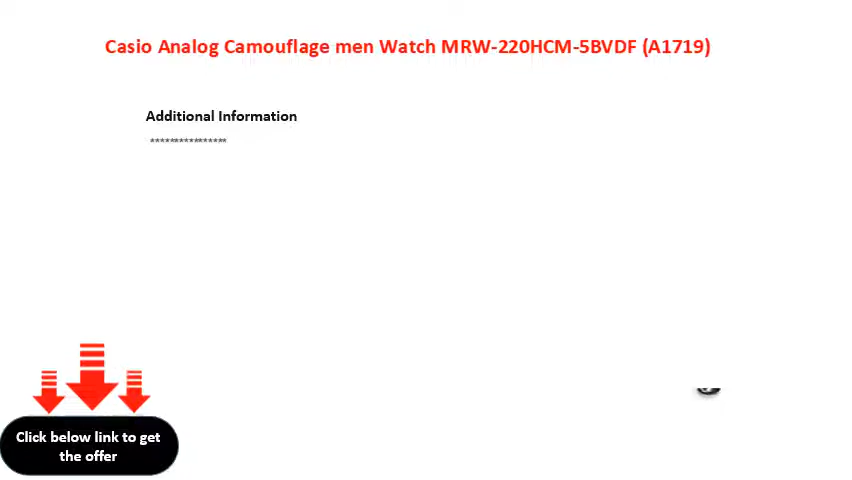 Casio Analog Camouflage men Watch MRW-220HCM-5BVDF (A1719)
Additional Information
****************
Click below link to get
the offer